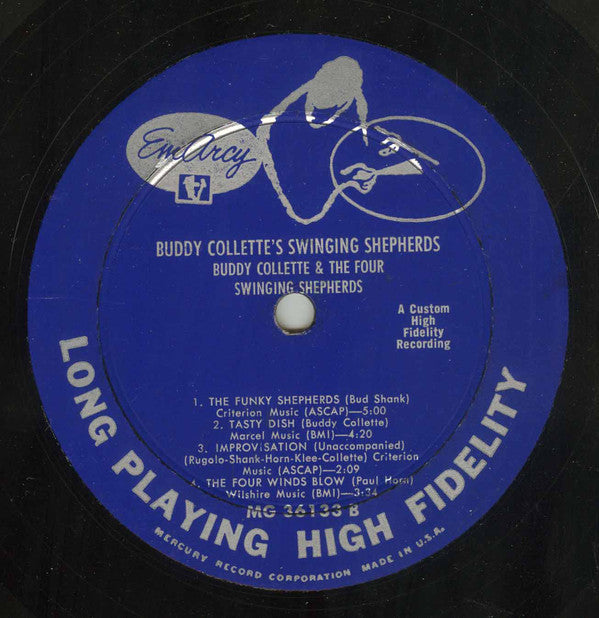 EmArcy
BUDDY COLLETTE'S SWINGING SHEPHERDS
BUDDY COLLETTE & THE FOUR
SWINGING SHEPHERDS
A Custom
High
Fidelity
Recording
1. THE FUNKY SHEPHERDS (Bud Shank)
Criterion Music (ASCAP)—5:00
2. TASTY DISH (Buddy Collette)
Marcel Music (BMI)—4:20
3. IMPROVISATION (Unaccompanied)
(Rugolo-Shank-Horn-Klee-Collette) Criterion
Music (ASCAP)—2:09
4. THE FOUR WINDS BLOW (Paul Horn)
Wilshire Music (BMI)—3:34
MG 36133 B
LONG PLAYING HIGH FIDELITY
MERCURY RECORD CORPORATION MADE IN U.S.A.